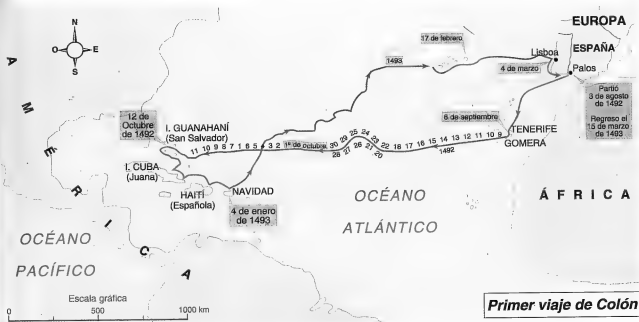 N
O E
S
EUROPA
ESPAÑA
Lisboa
Palos
17 de febrero
4 de marzo
1493
Partió
3 de agosto
de 1492
Regreso el
15 de marzo
de 1493
12 de
Octubre
de 1492
6 de septiembre
I. GUANAHANÍ
(San Salvador)
TENERIFE
GOMERA
11 10 9 8 7 6 5 4 3 2 1º de octubre 30 29 25 24 23 22 18 17 16 15 14 13 12 11 10 9
28 27 26 21 20
1492
I. CUBA
(Juana)
HAITÍ
(Española)
NAVIDAD
4 de enero
de 1493
AMÉRICA
OCÉANO
ATLÁNTICO
ÁFRICA
OCÉANO
PACÍFICO
Escala gráfica
0 500 1000 km
Primer viaje de Colón